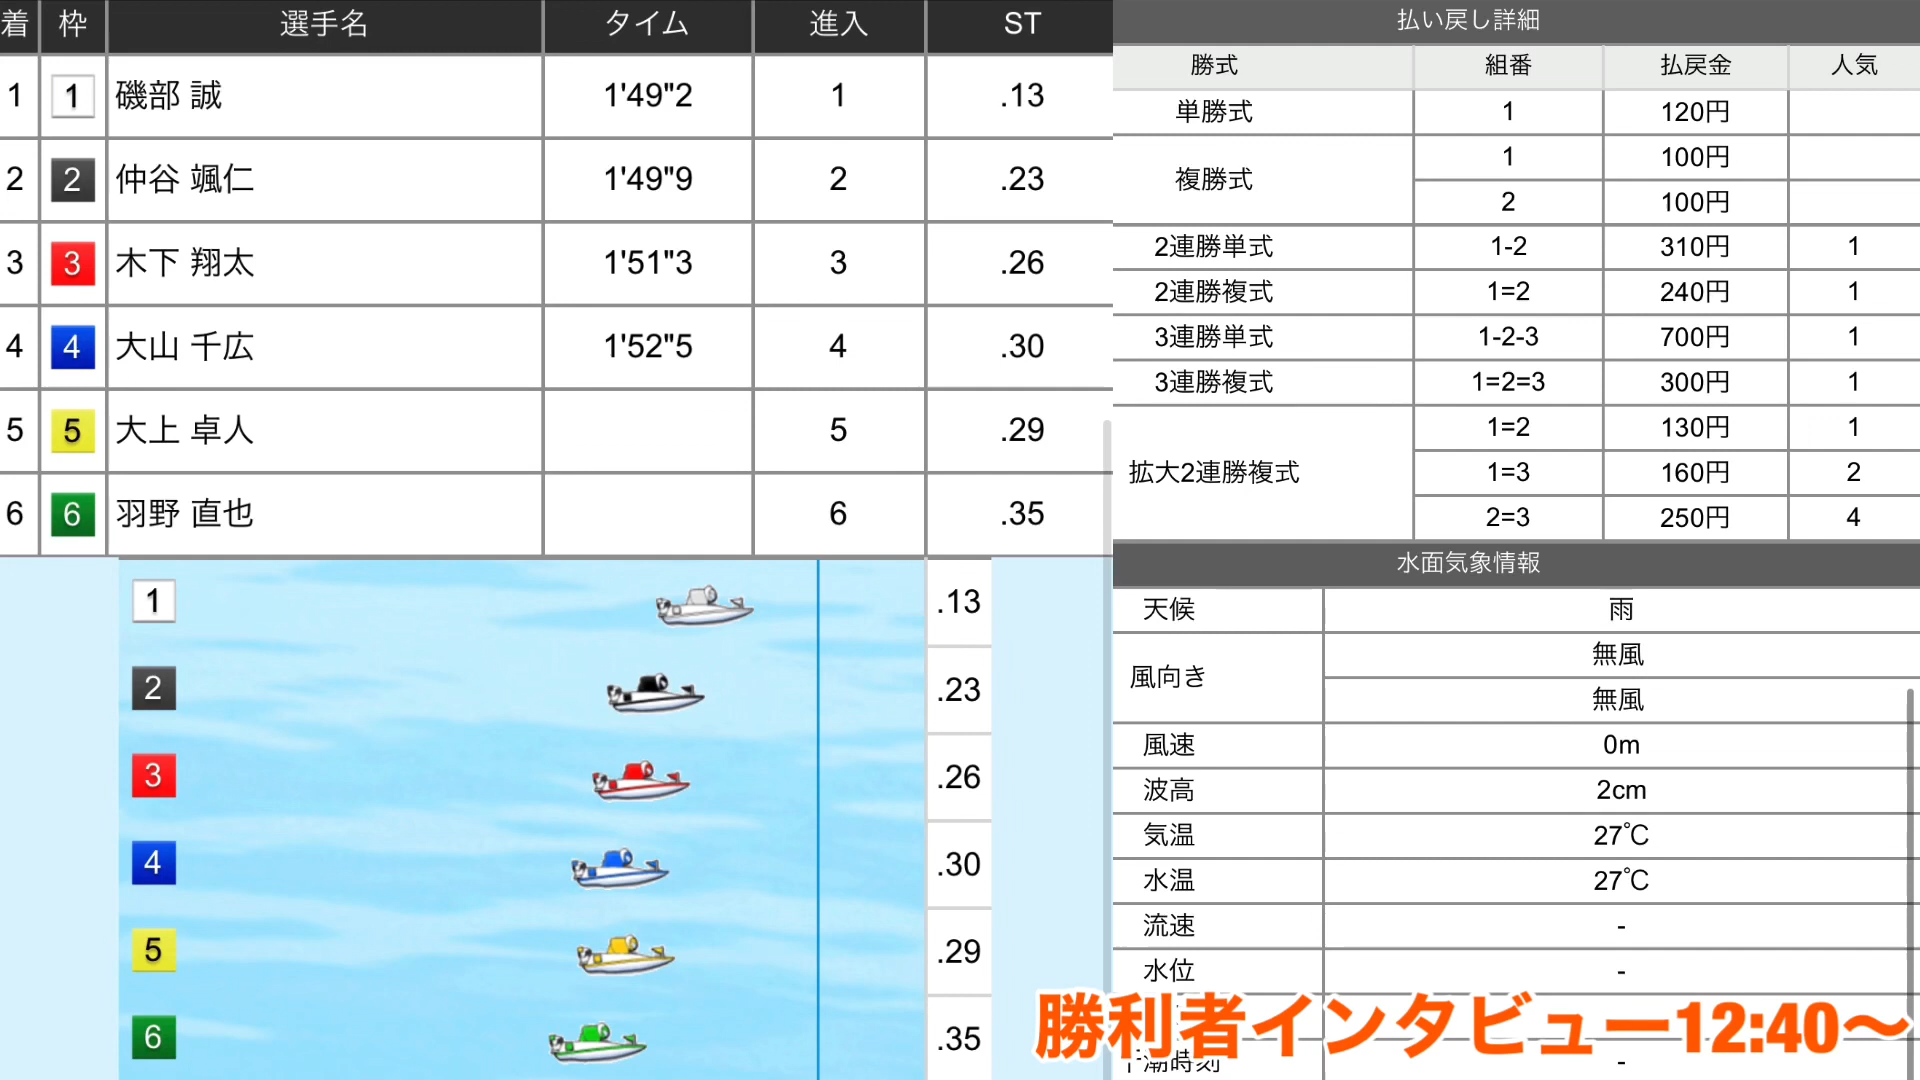 着 枠 選手名 タイム 進入 ST
1 1 磯部 誠 1'49"2 1 .13
2 2 仲谷 颯仁 1'49"9 2 .23
3 3 木下 翔太 1'51"3 3 .26
4 4 大山 千広 1'52"5 4 .30
5 5 大上 卓人 5 .29
6 6 羽野 直也 6 .35
1 .13
2 .23
3 .26
4 .30
5 .29
6 .35
払い戻し詳細
勝式 組番 払戻金 人気
単勝式 1 120円
複勝式 1 100円
2 100円
2連勝単式 1-2 310円 1
2連勝複式 1=2 240円 1
3連勝単式 1-2-3 700円 1
3連勝複式 1=2=3 300円 1
拡大2連勝複式 1=2 130円 1
1=3 160円 2
2=3 250円 4
水面気象情報
天候 雨
風向き 無風
無風
風速 0m
波高 2cm
気温 27℃
水温 27℃
流速 -
水位 -
勝利者インタビュー12:40〜
干潮時刻 -